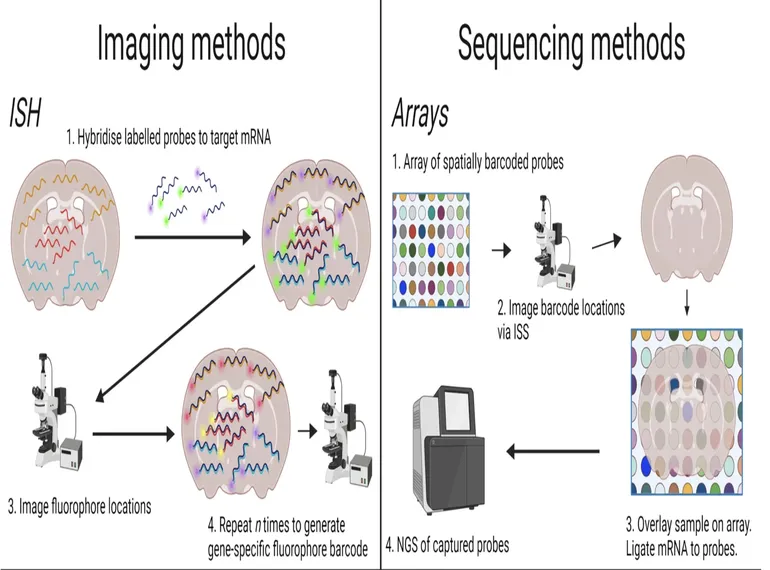 Imaging methods
ISH
1. Hybridise labelled probes to target mRNA
3. Image fluorophore locations
4. Repeat n times to generate
gene-specific fluorophore barcode
Sequencing methods
Arrays
1. Array of spatially barcoded probes
2. Image barcode locations
via ISS
3. Overlay sample on array.
Ligate mRNA to probes.
4. NGS of captured probes